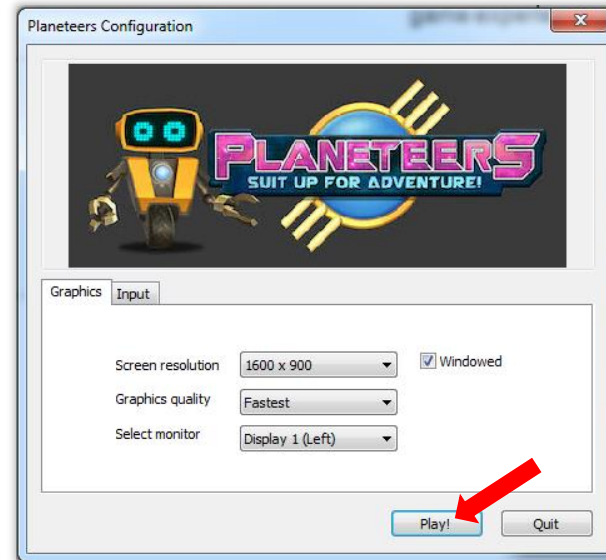 Planeteers Configuration
PLANETEERS
SUIT UP FOR ADVENTURE!
Graphics
Input
Screen resolution
1600 x 900
Windowed
Graphics quality
Fastest
Select monitor
Display 1 (Left)
Play!
Quit